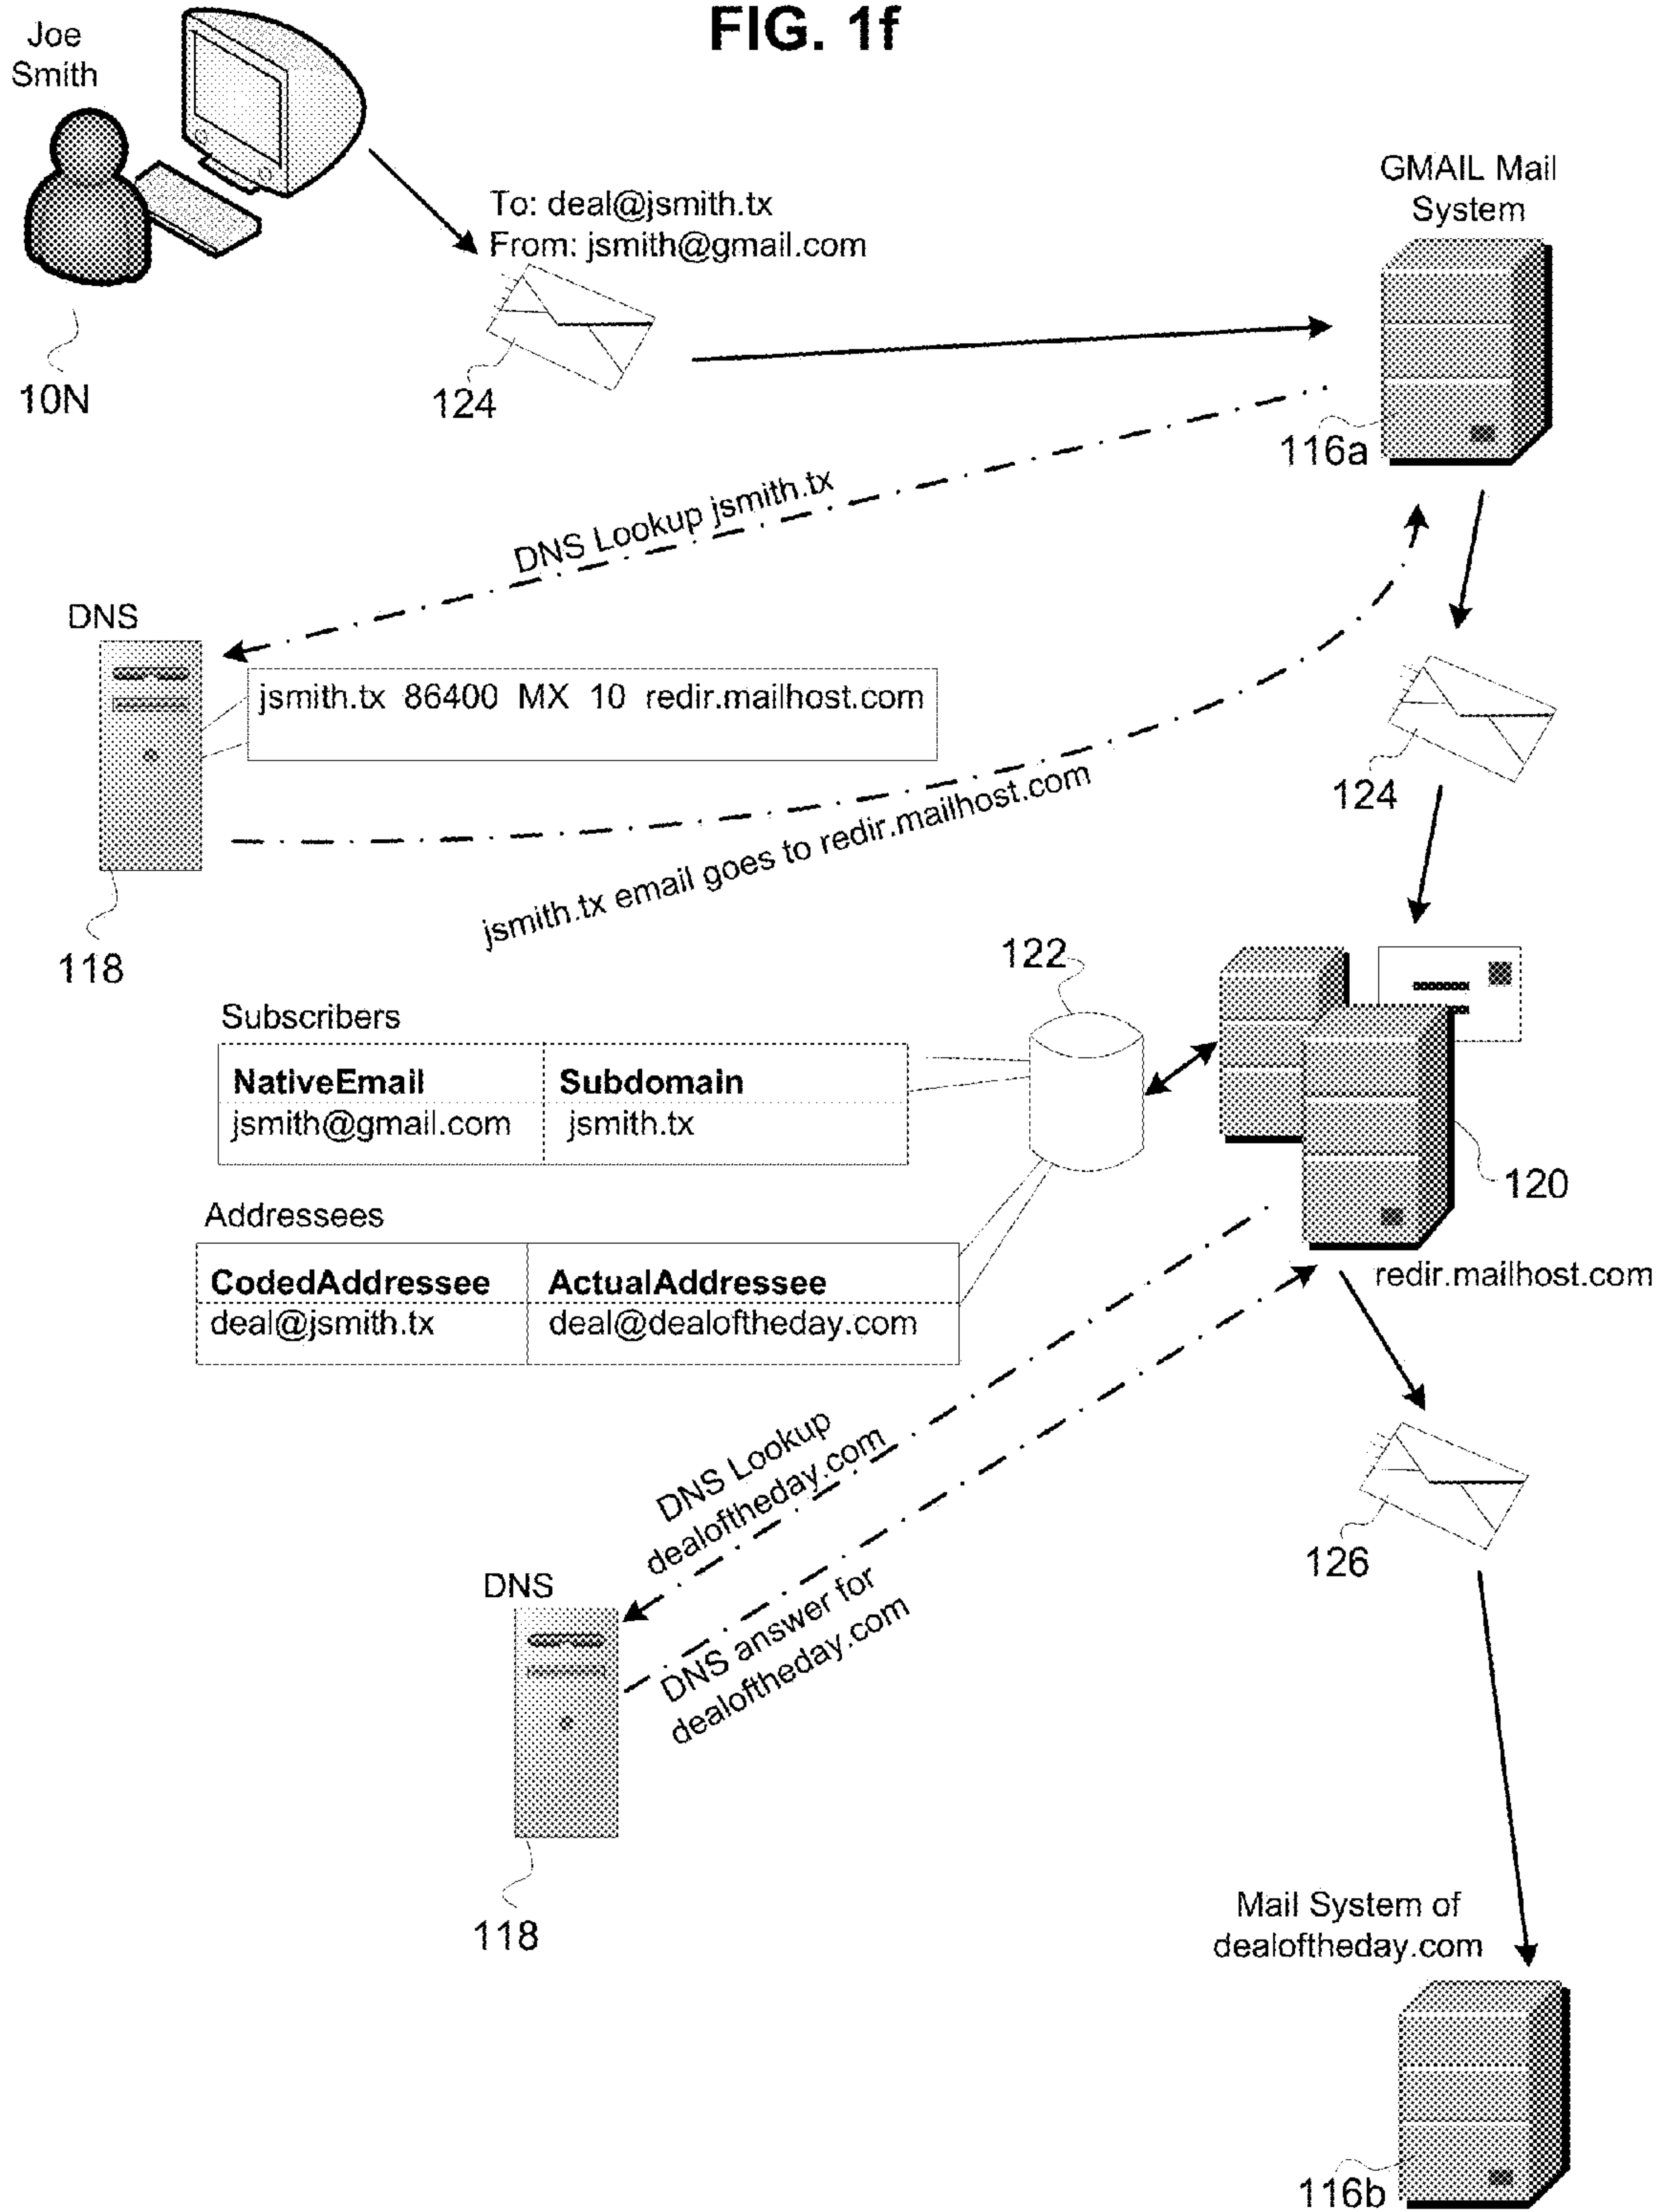 FIG. 1f
Joe
Smith
10N
To: deal@jsmith.tx
From: jsmith@gmail.com
124
GMAIL Mail
System
116a
DNS Lookup jsmith.tx
DNS
jsmith.tx 86400 MX 10 redir.mailhost.com
jsmith.tx email goes to redir.mailhost.com
118
124
122
Subscribers
NativeEmail Subdomain
jsmith@gmail.com jsmith.tx
120
Addressees
CodedAddressee ActualAddressee
deal@jsmith.tx deal@dealoftheday.com
redir.mailhost.com
DNS Lookup
dealoftheday.com
126
DNS
DNS answer for
dealoftheday.com
118
Mail System of
dealoftheday.com
116b